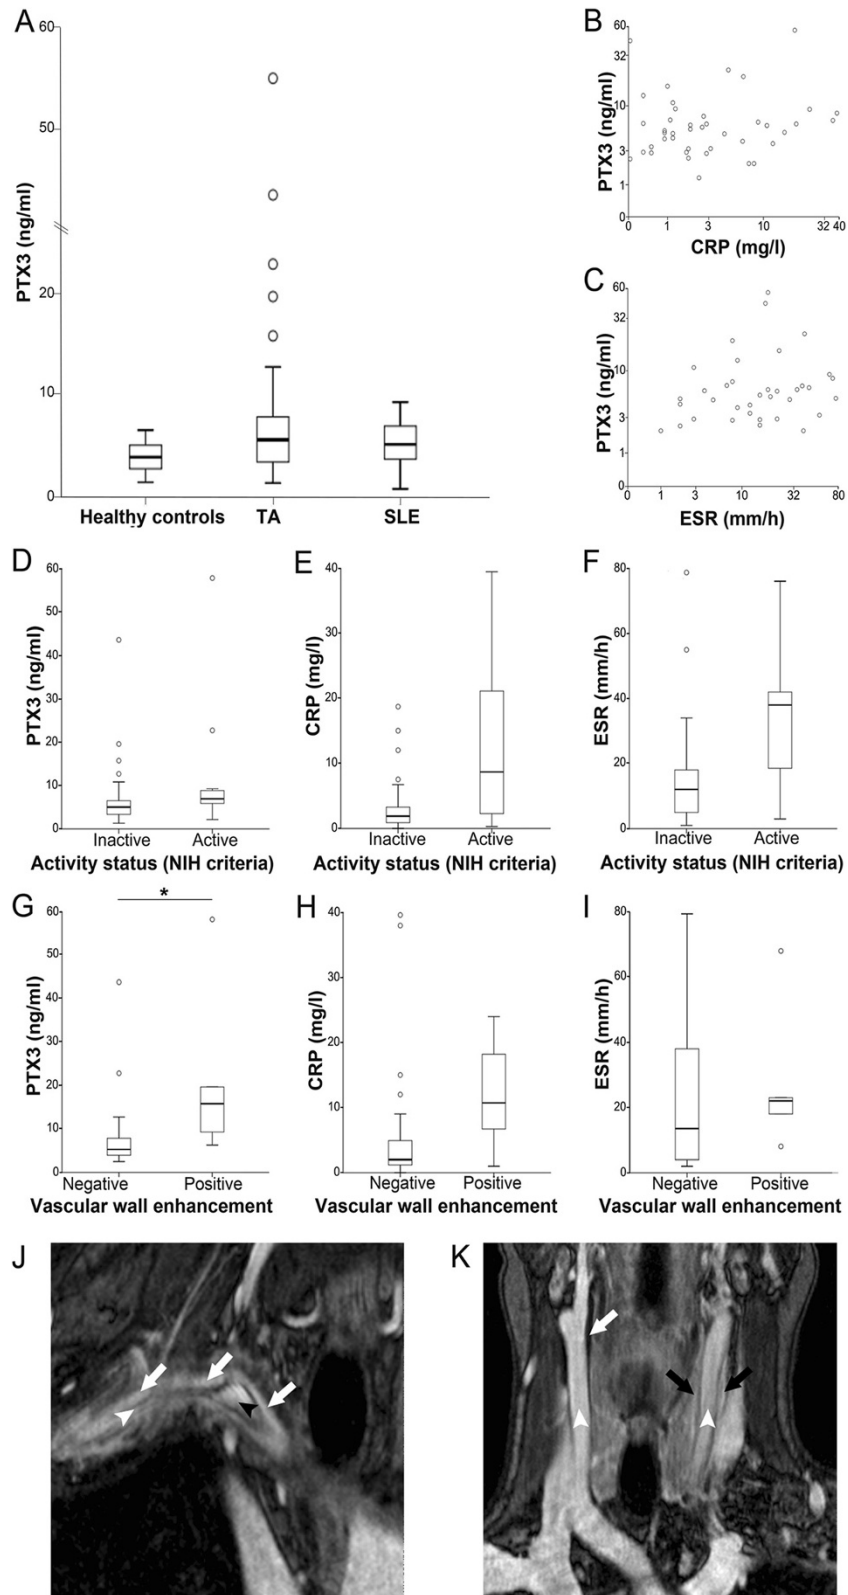 A
PTX3 (ng/ml)
60
50
20
10
0
Healthy controls TA SLE
B
PTX3 (ng/ml)
60
32
10
3
1
0
0 1 3 10 32 40
CRP (mg/l)
C
PTX3 (ng/ml)
60
32
10
3
1
0
0 1 3 10 32 80
ESR (mm/h)
D
PTX3 (ng/ml)
60
50
40
30
20
10
0
Inactive Active
Activity status (NIH criteria)
E
CRP (mg/l)
40
30
20
10
0
Inactive Active
Activity status (NIH criteria)
F
ESR (mm/h)
80
60
40
20
0
Inactive Active
Activity status (NIH criteria)
G
*
PTX3 (ng/ml)
60
50
40
30
20
10
0
Negative Positive
Vascular wall enhancement
H
CRP (mg/l)
40
30
20
10
0
Negative Positive
Vascular wall enhancement
I
ESR (mm/h)
80
60
40
20
0
Negative Positive
Vascular wall enhancement
J
K